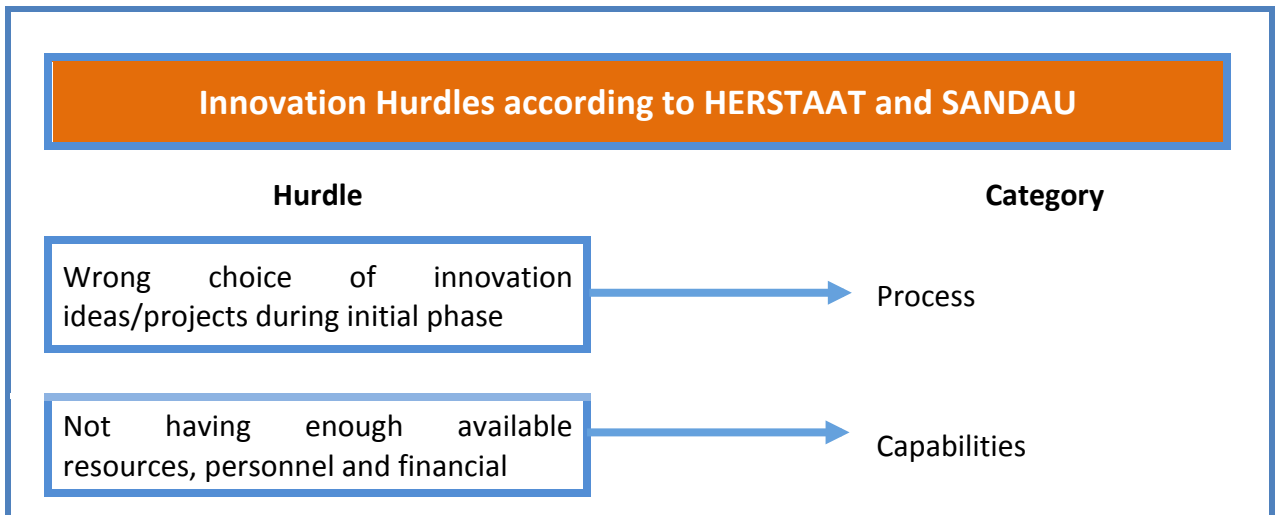 Innovation Hurdles according to HERSTAAT and SANDAU
Hurdle Category
Wrong choice of innovation
ideas/projects during initial phase
Process
Not having enough available
resources, personnel and financial
Capabilities